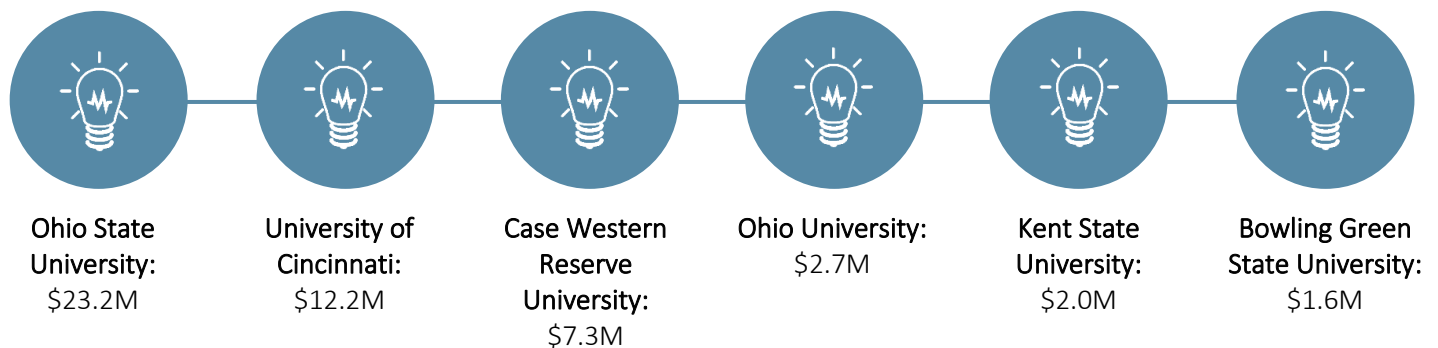 Ohio State
University:
$23.2M
University of
Cincinnati:
$12.2M
Case Western
Reserve
University:
$7.3M
Ohio University:
$2.7M
Kent State
University:
$2.0M
Bowling Green
State University:
$1.6M